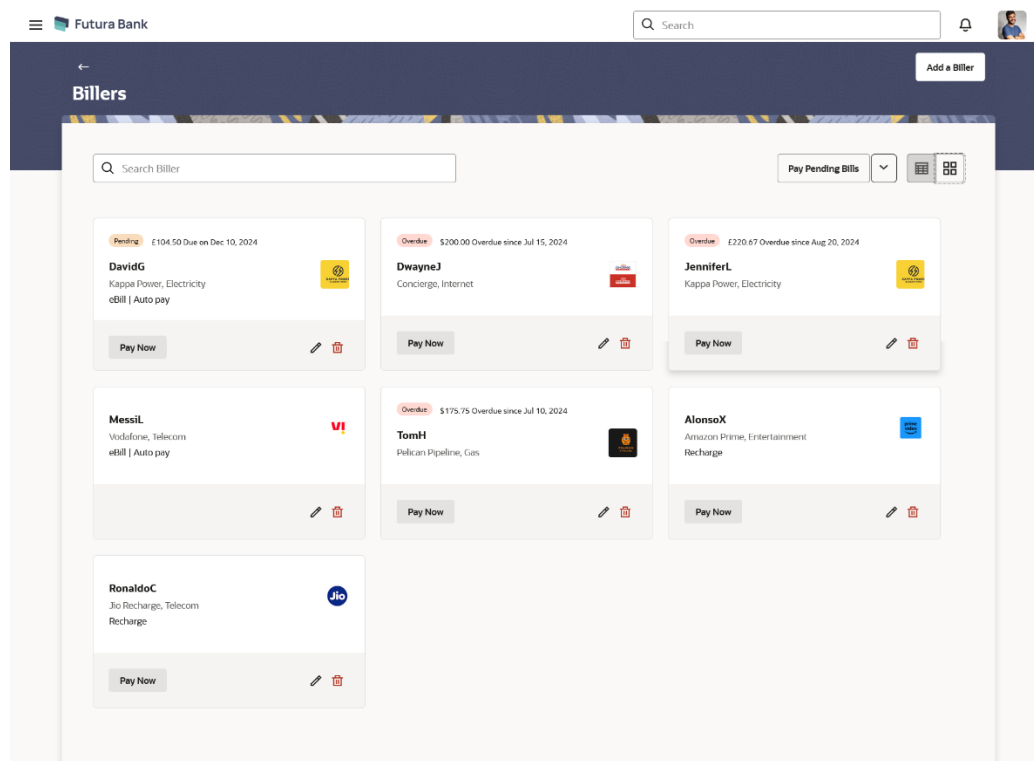 Futura Bank
Search
Add a Biller
Billers
Search Biller
Pay Pending Bills
Pending £104.50 Due on Dec 10, 2024
DavidG
Kappa Power, Electricity
eBill | Auto pay
Pay Now
Overdue $200.00 Overdue since Jul 15, 2024
DwayneJ
Concierge, Internet
Pay Now
Overdue £220.67 Overdue since Aug 20, 2024
JenniferL
Kappa Power, Electricity
Pay Now
MessiL
Vodafone, Telecom
eBill | Auto pay
VI
Overdue $175.75 Overdue since Jul 10, 2024
TomH
Pelican Pipeline, Gas
Pay Now
AlonsoX
Amazon Prime, Entertainment
Recharge
prime
video
Pay Now
RonaldoC
Jio Recharge, Telecom
Recharge
Jio
Pay Now